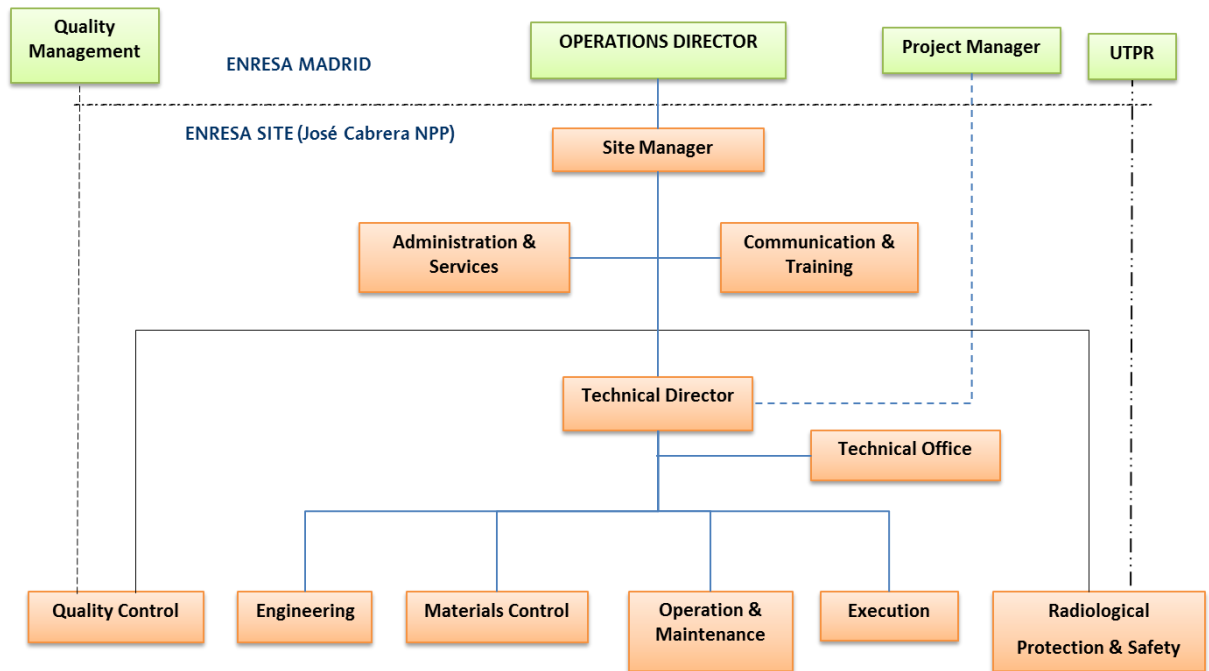 Quality
Management
OPERATIONS DIRECTOR
Project Manager
UTPR
ENRESA MADRID
ENRESA SITE (José Cabrera NPP)
Site Manager
Administration &
Services
Communication &
Training
Technical Director
Technical Office
Quality Control
Engineering
Materials Control
Operation &
Maintenance
Execution
Radiological
Protection & Safety